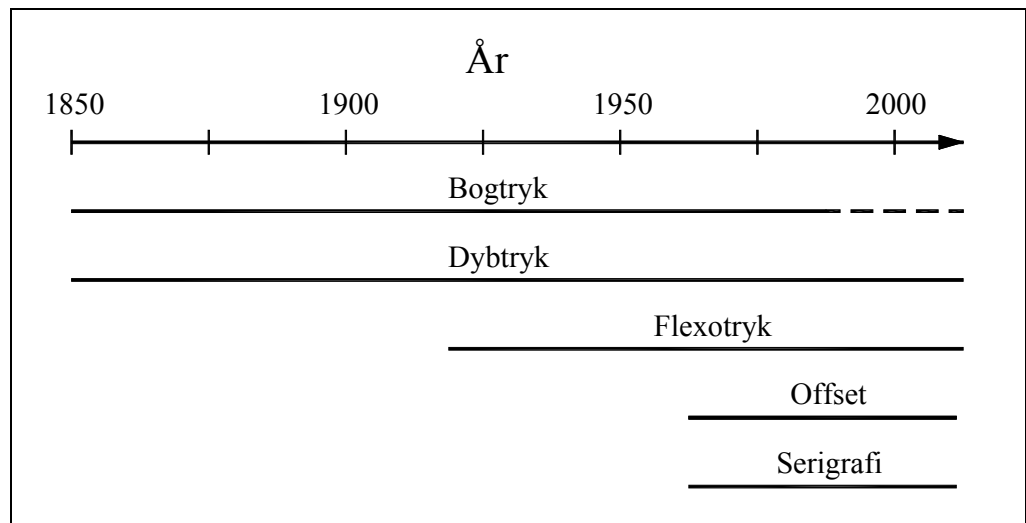 År
1850 1900 1950 2000
Bogtryk
Dybtryk
Flexotryk
Offset
Serigrafi